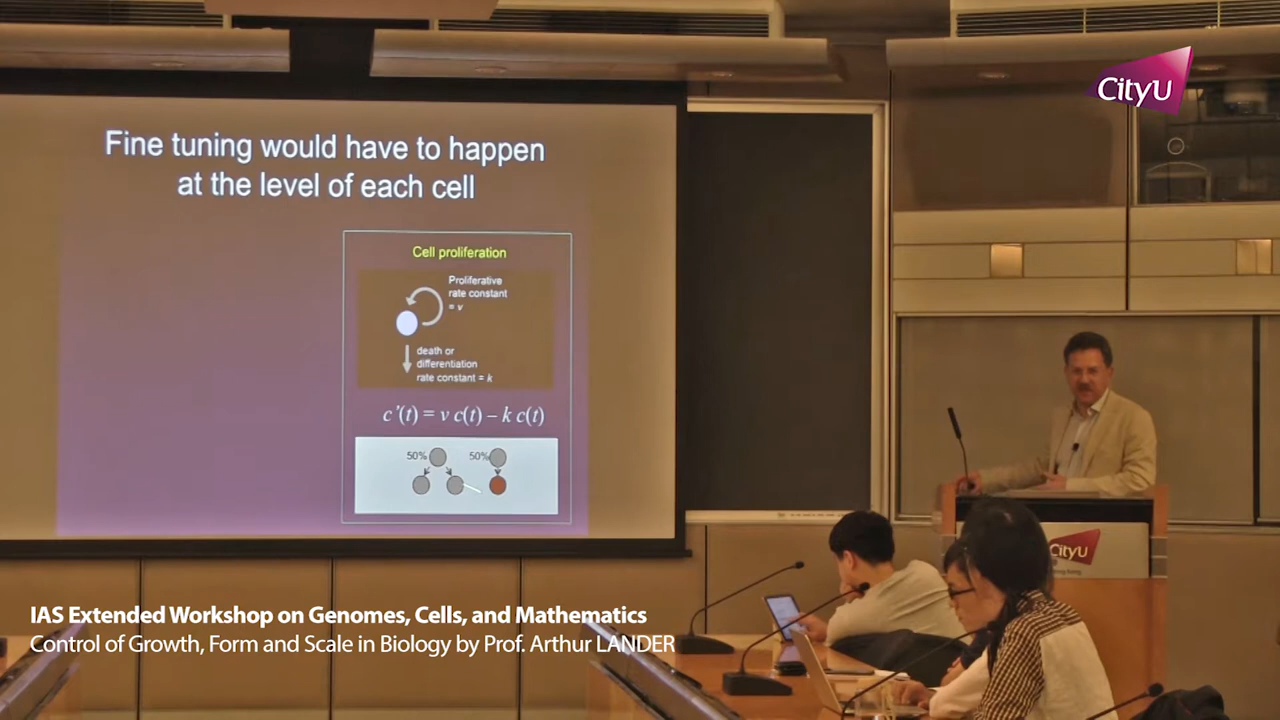 CityU
Fine tuning would have to happen
at the level of each cell
Cell proliferation
Proliferative
rate constant
= v
death or
differentiation
rate constant = k
c'(t) = v c(t) – k c(t)
50%
50%
CityU
IAS Extended Workshop on Genomes, Cells, and Mathematics
Control of Growth, Form and Scale in Biology by Prof. Arthur LANDER